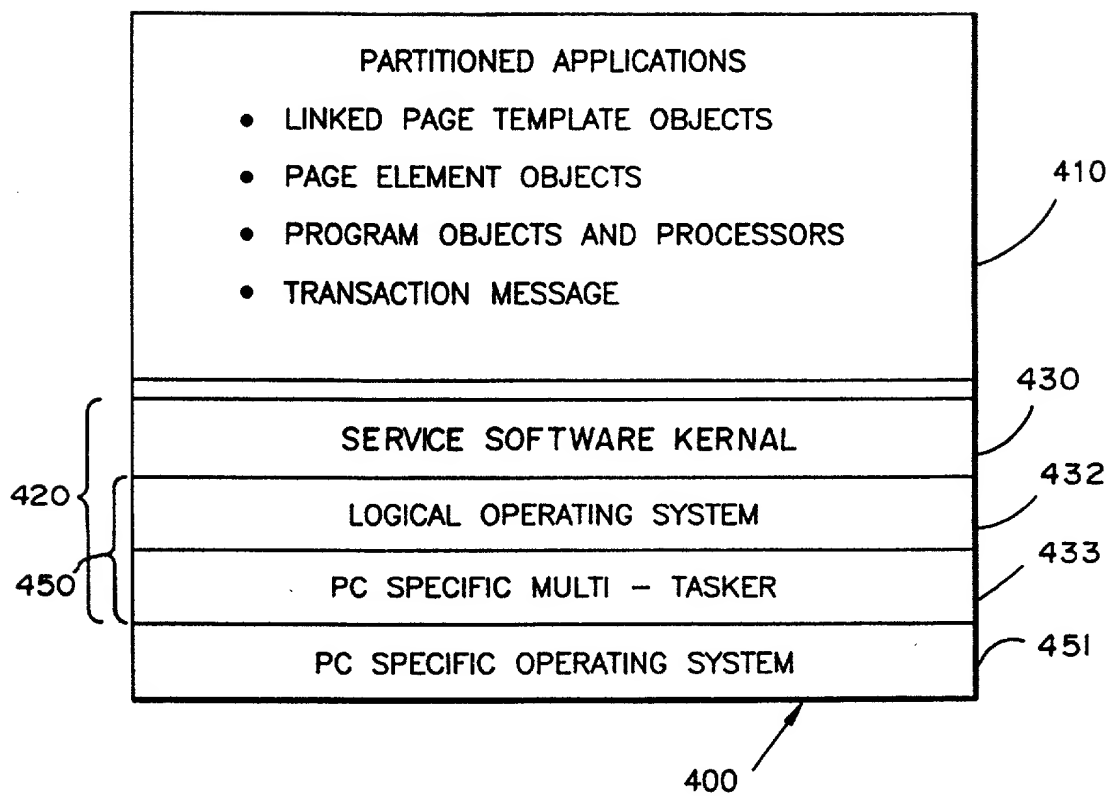 PARTITIONED APPLICATIONS
• LINKED PAGE TEMPLATE OBJECTS
• PAGE ELEMENT OBJECTS
• PROGRAM OBJECTS AND PROCESSORS
• TRANSACTION MESSAGE
410
430
SERVICE SOFTWARE KERNAL
420
432
LOGICAL OPERATING SYSTEM
433
450
PC SPECIFIC MULTI - TASKER
451
PC SPECIFIC OPERATING SYSTEM
400